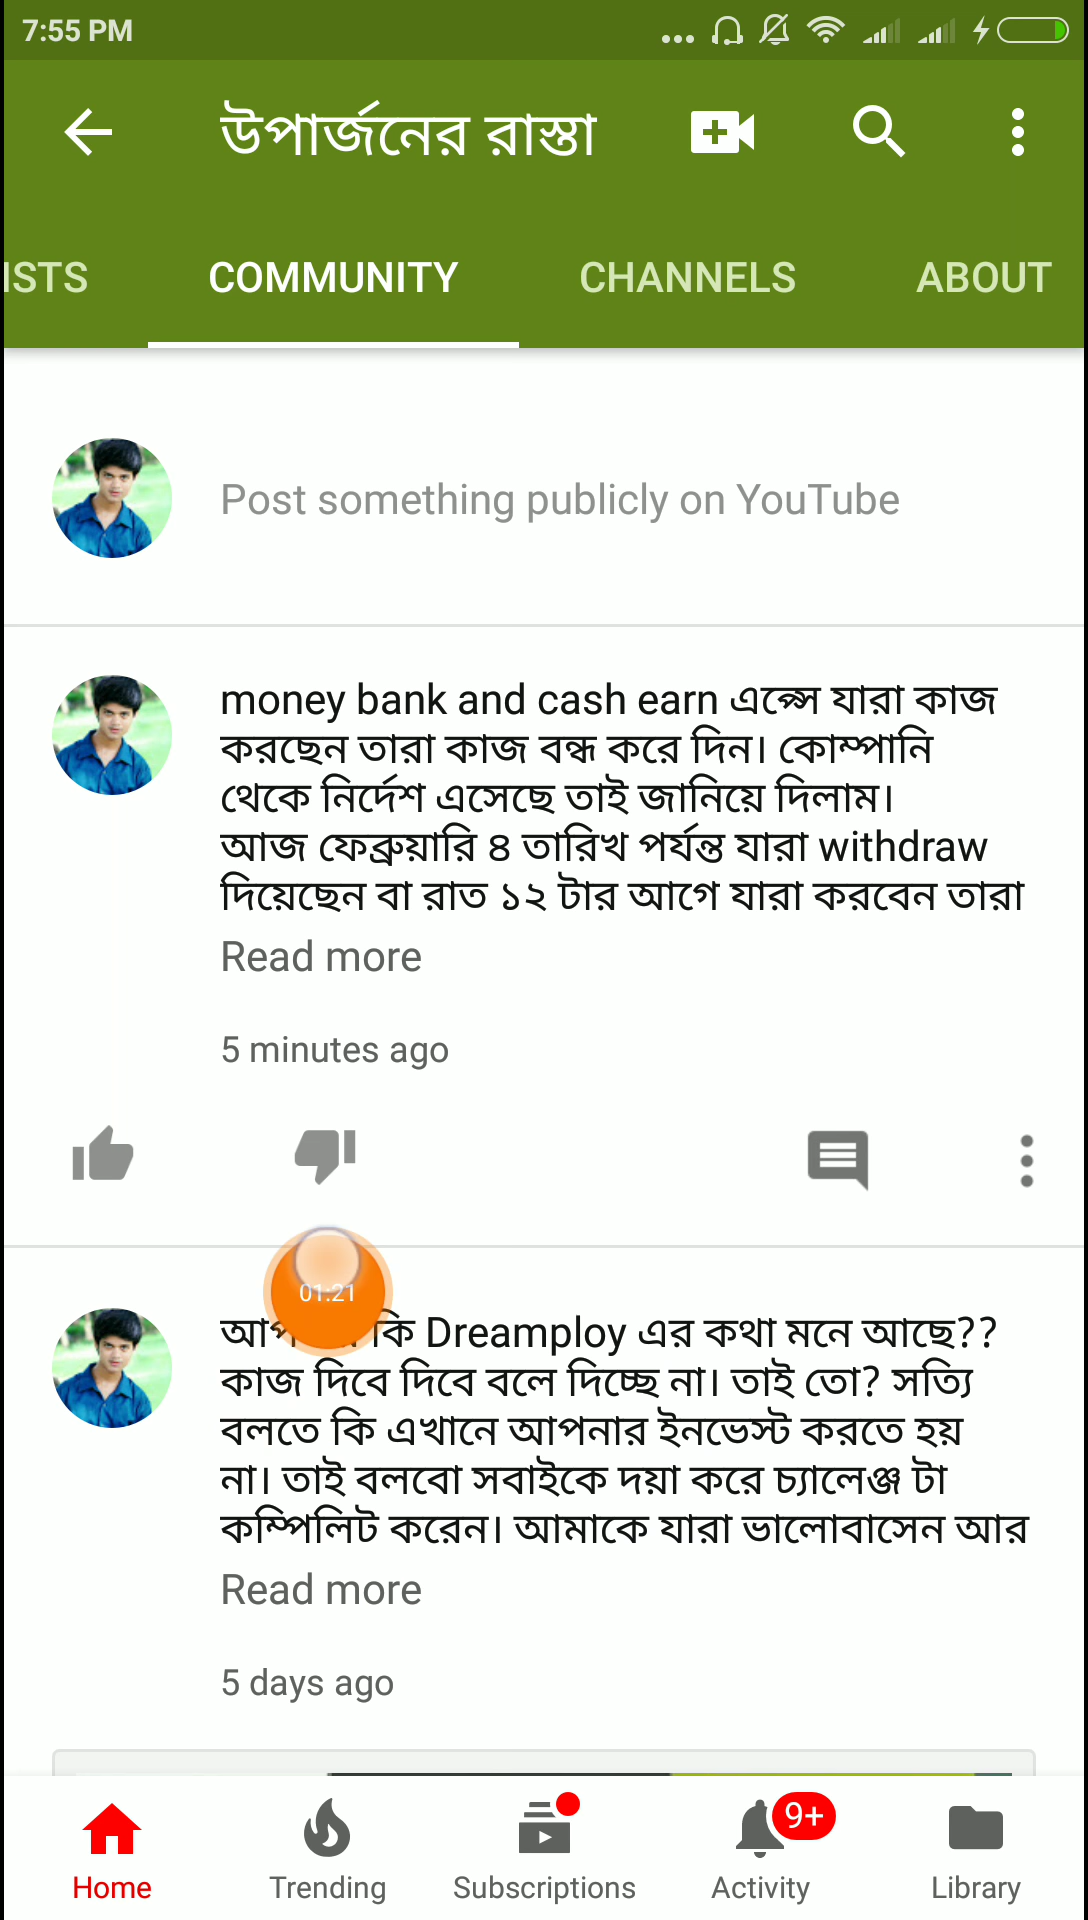 7:55 PM
উপার্জনের রাস্তা
ISTS COMMUNITY CHANNELS ABOUT
Post something publicly on YouTube
money bank and cash earn এপ্সে যারা কাজ
করছেন তারা কাজ বন্ধ করে দিন। কোম্পানি
থেকে নির্দেশ এসেছে তাই জানিয়ে দিলাম।
আজ ফেব্রুয়ারি ৪ তারিখ পর্যন্ত যারা withdraw
দিয়েছেন বা রাত ১২ টার আগে যারা করবেন তারা
Read more
5 minutes ago
01:21
কি Dreamploy এর কথা মনে আছে??
কাজ দিবে দিবে বলে দিচ্ছে না। তাই তো? সত্যি
বলতে কি এখানে আপনার ইনভেস্ট করতে হয়
না। তাই বলবো সবাইকে দয়া করে চ্যালেঞ্জ টা
কম্পিলিট করেন। আমাকে যারা ভালোবাসেন আর
Read more
5 days ago
9+
Home Trending Subscriptions Activity Library